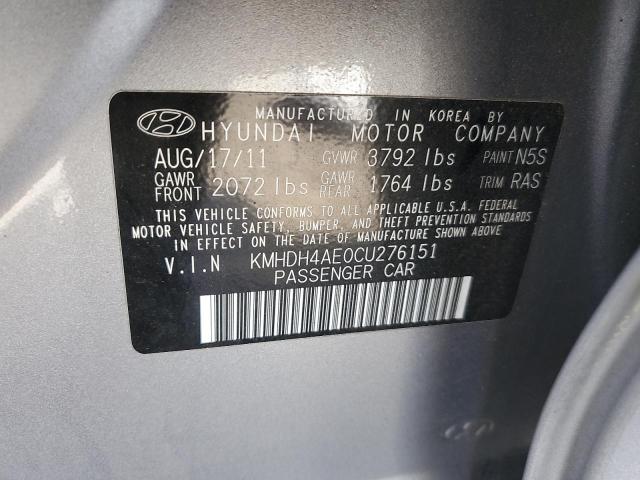 MANUFACTURED IN KOREA BY
HYUNDAI MOTOR COMPANY
AUG/17/11 GVWR 3792 lbs PAINT N5S
GAWR FRONT 2072 lbs GAWR REAR 1764 lbs TRIM RAS
THIS VEHICLE CONFORMS TO ALL APPLICABLE U.S.A. FEDERAL
MOTOR VEHICLE SAFETY, BUMPER, AND THEFT PREVENTION STANDARDS
IN EFFECT ON THE DATE OF MANUFACTURE SHOWN ABOVE
V.I.N KMHDH4AE0CU276151
PASSENGER CAR